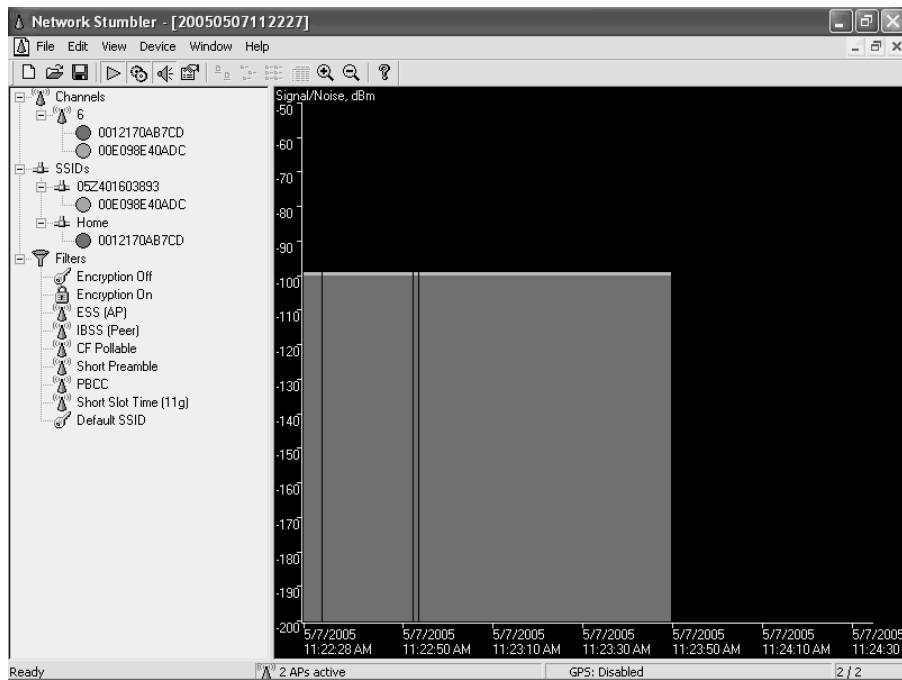 Network Stumbler - [20050507112227]
File Edit View Device Window Help
Channels
6
0012170AB7CD
00E098E40ADC
SSIDs
05Z401603893
00E098E40ADC
Home
0012170AB7CD
Filters
Encryption Off
Encryption On
ESS (AP)
IBSS (Peer)
CF Pollable
Short Preamble
PBCC
Short Slot Time (11g)
Default SSID
Signal/Noise, dBm
-50
-60
-70
-80
-90
-100
-110
-120
-130
-140
-150
-160
-170
-180
-190
-200
5/7/2005 5/7/2005 5/7/2005 5/7/2005 5/7/2005 5/7/2005 5/7/2005
11:22:28 AM 11:22:50 AM 11:23:10 AM 11:23:30 AM 11:23:50 AM 11:24:10 AM 11:24:30
Ready 2 APs active GPS: Disabled 2 / 2